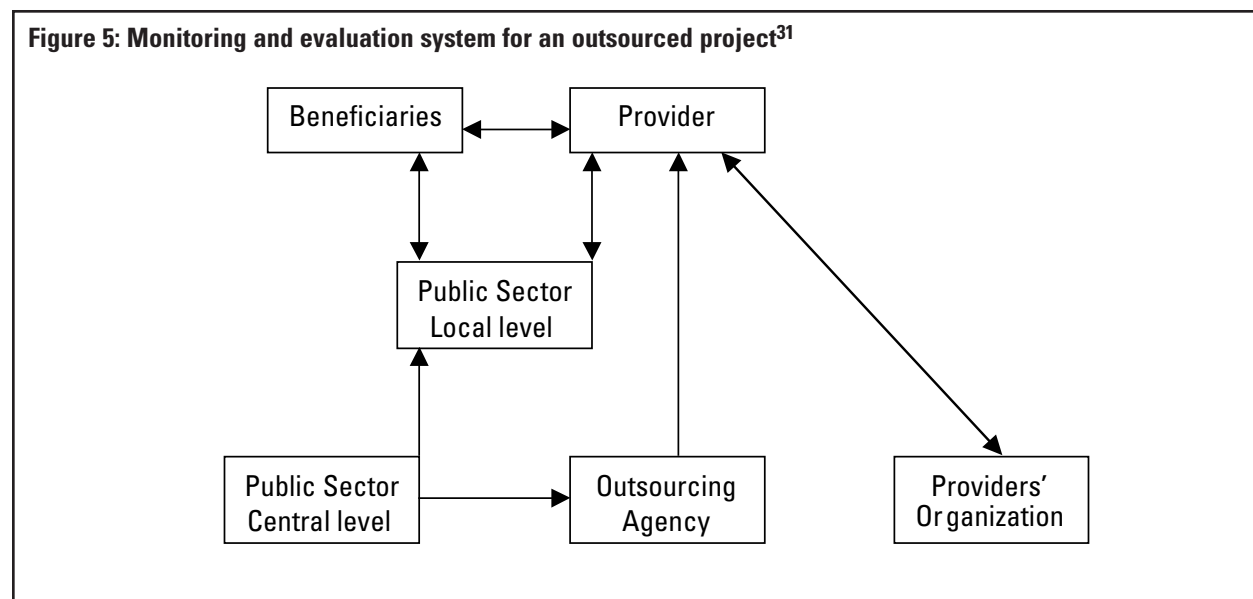 Figure 5: Monitoring and evaluation system for an outsourced project31
Beneficiaries
Provider
Public Sector
Local level
Public Sector
Central level
Outsourcing
Agency
Providers'
Organization